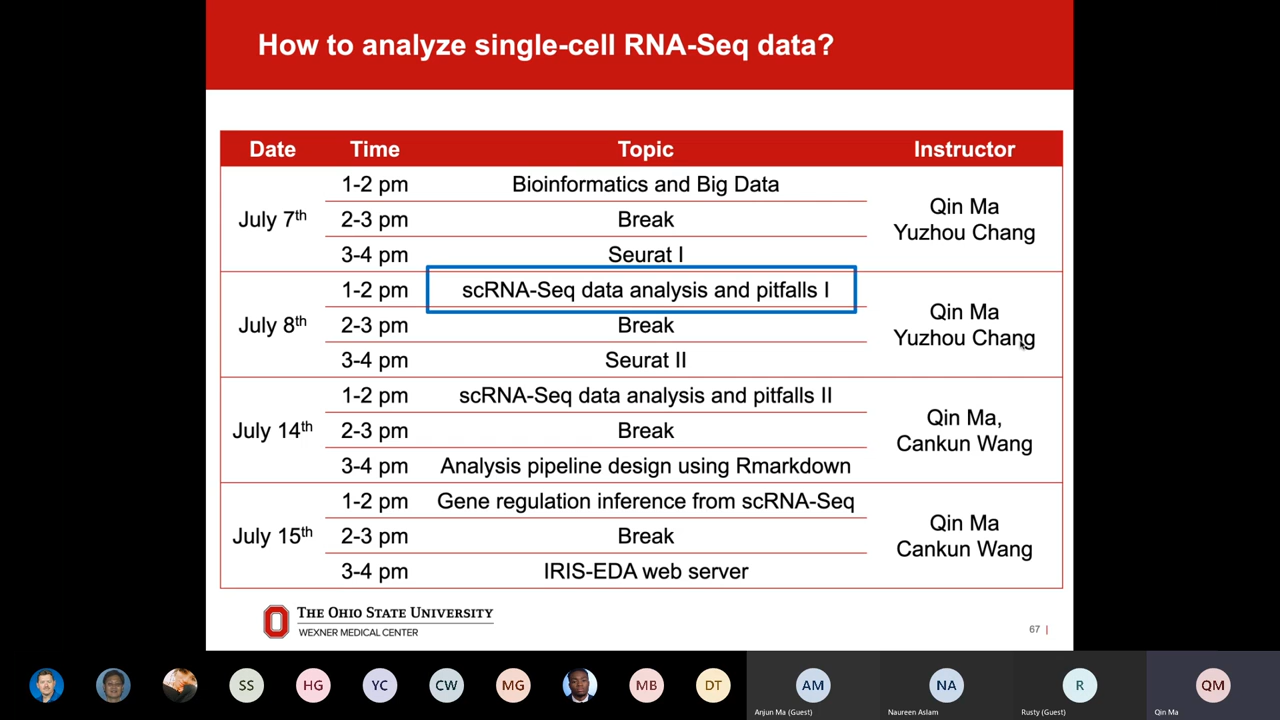 How to analyze single-cell RNA-Seq data?
Date Time Topic Instructor
July 7th
1-2 pm Bioinformatics and Big Data
2-3 pm Break
3-4 pm Seurat I
Qin Ma
Yuzhou Chang
July 8th
1-2 pm scRNA-Seq data analysis and pitfalls I
2-3 pm Break
3-4 pm Seurat II
Qin Ma
Yuzhou Chang
July 14th
1-2 pm scRNA-Seq data analysis and pitfalls II
2-3 pm Break
3-4 pm Analysis pipeline design using Rmarkdown
Qin Ma,
Cankun Wang
July 15th
1-2 pm Gene regulation inference from scRNA-Seq
2-3 pm Break
3-4 pm IRIS-EDA web server
Qin Ma
Cankun Wang
THE OHIO STATE UNIVERSITY
WEXNER MEDICAL CENTER
67 |
SS HG YC CW MG MB DT AM NA R QM
Anjun Ma (Guest) Naureen Aslam Rusty (Guest) Qin Ma